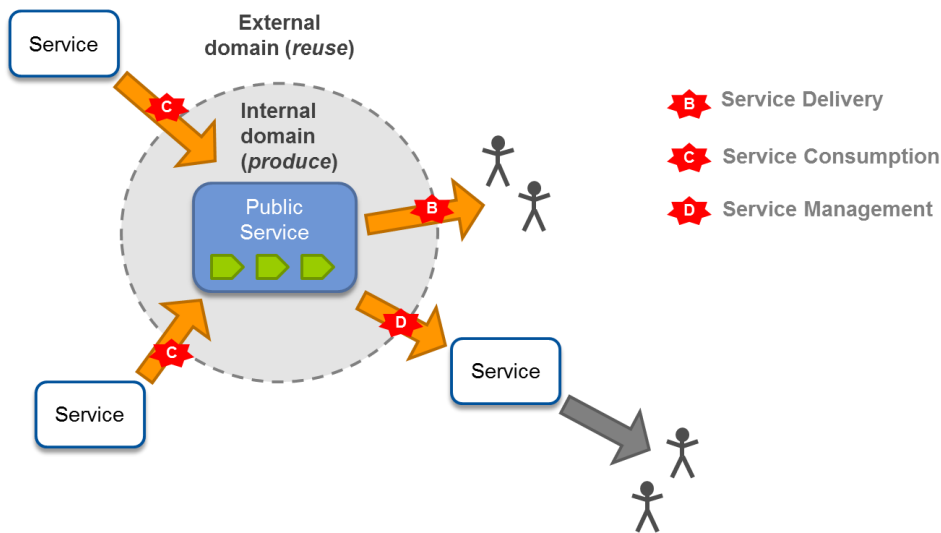 Service
External
domain (reuse)
C
Internal
domain
(produce)
Public
Service
B
D
C
Service
Service
B Service Delivery
C Service Consumption
D Service Management